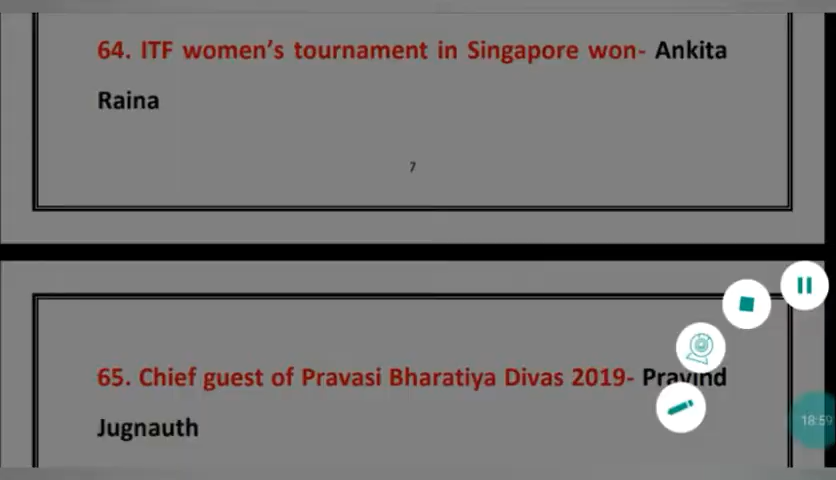 64. ITF women’s tournament in Singapore won- Ankita
Raina
7
65. Chief guest of Pravasi Bharatiya Divas 2019- Pravind
Jugnauth
18:59